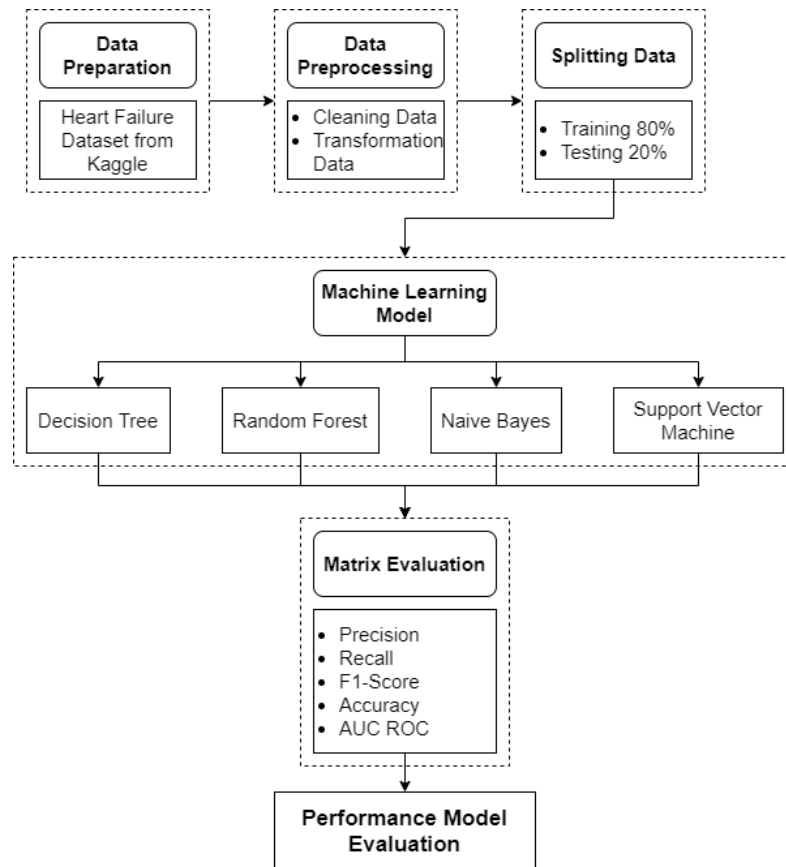 Data
Preparation
Heart Failure
Dataset from
Kaggle
Data
Preprocessing
• Cleaning Data
• Transformation
Data
Splitting Data
• Training 80%
• Testing 20%
Machine Learning
Model
Decision Tree
Random Forest
Naive Bayes
Support Vector
Machine
Matrix Evaluation
• Precision
• Recall
• F1-Score
• Accuracy
• AUC ROC
Performance Model
Evaluation